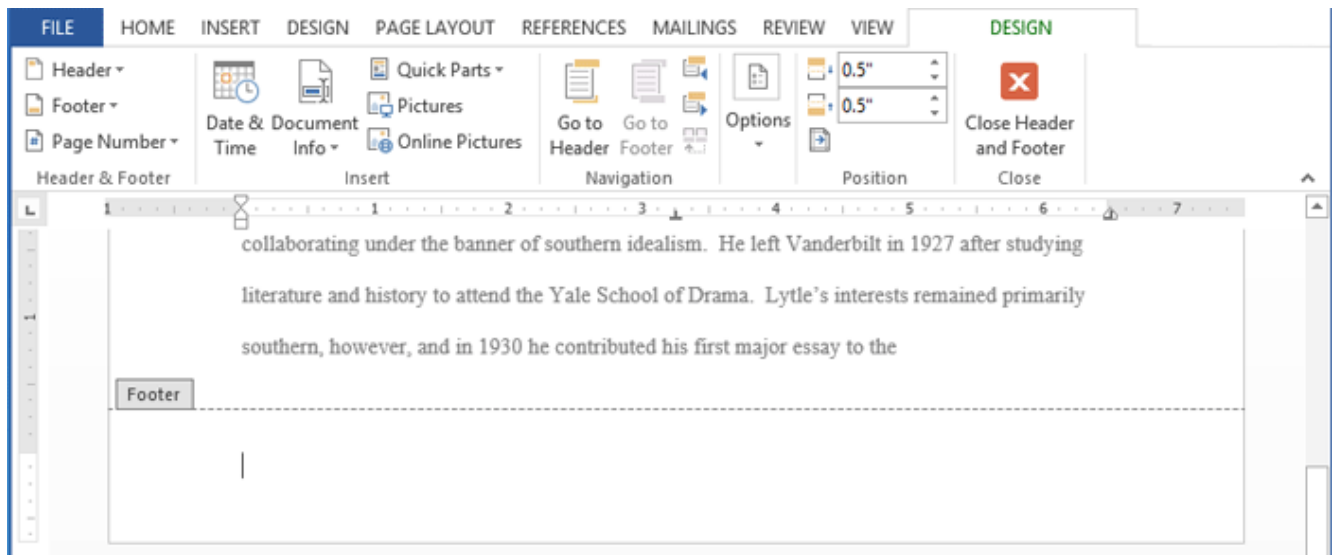 FILE HOME INSERT DESIGN PAGE LAYOUT REFERENCES MAILINGS REVIEW VIEW DESIGN
Header
Footer
Page Number
Header & Footer
Date & Time
Document Info
Quick Parts
Pictures
Online Pictures
Insert
Go to Header
Go to Footer
Navigation
Options
0.5"
0.5"
Position
Close Header and Footer
Close
1 1 2 3 4 5 6 7
1
collaborating under the banner of southern idealism.  He left Vanderbilt in 1927 after studying
literature and history to attend the Yale School of Drama.  Lytle’s interests remained primarily
southern, however, and in 1930 he contributed his first major essay to the
Footer